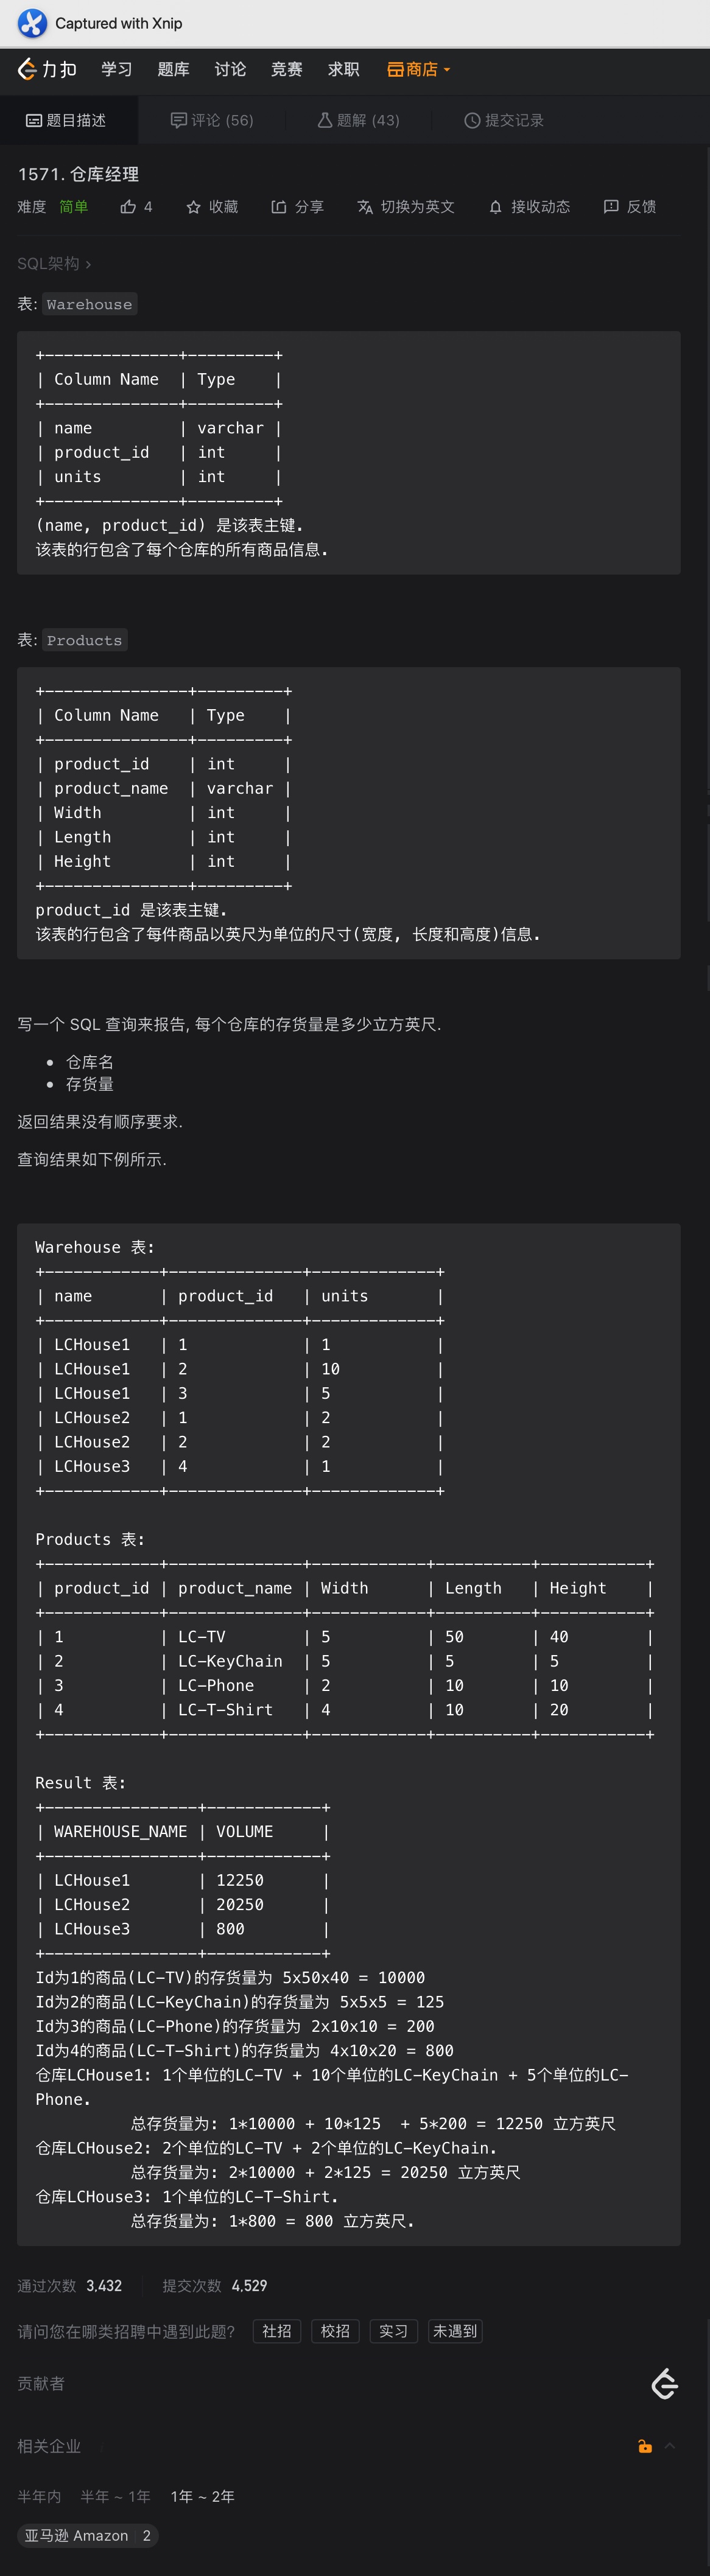 Captured with Xnip
力扣 学习 题库 讨论 竞赛 求职 商店
题目描述 评论 (56) 题解 (43) 提交记录
1571. 仓库经理
难度 简单 4 收藏 分享 切换为英文 接收动态 反馈
SQL架构 ›
表: Warehouse
+--------------+---------+
| Column Name  | Type    |
+--------------+---------+
| name         | varchar |
| product_id   | int     |
| units        | int     |
+--------------+---------+
(name, product_id) 是该表主键.
该表的行包含了每个仓库的所有商品信息.
表: Products
+---------------+---------+
| Column Name   | Type    |
+---------------+---------+
| product_id    | int     |
| product_name  | varchar |
| Width         | int     |
| Length        | int     |
| Height        | int     |
+---------------+---------+
product_id 是该表主键.
该表的行包含了每件商品以英尺为单位的尺寸(宽度, 长度和高度)信息.
写一个 SQL 查询来报告, 每个仓库的存货量是多少立方英尺.
• 仓库名
• 存货量
返回结果没有顺序要求.
查询结果如下例所示.
Warehouse 表:
+------------+--------------+-------------+
| name       | product_id   | units       |
+------------+--------------+-------------+
| LCHouse1   | 1            | 1           |
| LCHouse1   | 2            | 10          |
| LCHouse1   | 3            | 5           |
| LCHouse2   | 1            | 2           |
| LCHouse2   | 2            | 2           |
| LCHouse3   | 4            | 1           |
+------------+--------------+-------------+
Products 表:
+------------+--------------+------------+----------+-----------+
| product_id | product_name | Width      | Length   | Height    |
+------------+--------------+------------+----------+-----------+
| 1          | LC-TV        | 5          | 50       | 40        |
| 2          | LC-KeyChain  | 5          | 5        | 5         |
| 3          | LC-Phone     | 2          | 10       | 10        |
| 4          | LC-T-Shirt   | 4          | 10       | 20        |
+------------+--------------+------------+----------+-----------+
Result 表:
+----------------+------------+
| WAREHOUSE_NAME | VOLUME     |
+----------------+------------+
| LCHouse1       | 12250      |
| LCHouse2       | 20250      |
| LCHouse3       | 800        |
+----------------+------------+
Id为1的商品(LC-TV)的存货量为 5x50x40 = 10000
Id为2的商品(LC-KeyChain)的存货量为 5x5x5 = 125
Id为3的商品(LC-Phone)的存货量为 2x10x10 = 200
Id为4的商品(LC-T-Shirt)的存货量为 4x10x20 = 800
仓库LCHouse1: 1个单位的LC-TV + 10个单位的LC-KeyChain + 5个单位的LC-
Phone.
          总存货量为: 1*10000 + 10*125  + 5*200 = 12250 立方英尺
仓库LCHouse2: 2个单位的LC-TV + 2个单位的LC-KeyChain.
          总存货量为: 2*10000 + 2*125 = 20250 立方英尺
仓库LCHouse3: 1个单位的LC-T-Shirt.
          总存货量为: 1*800 = 800 立方英尺.
通过次数 3,432 提交次数 4,529
请问您在哪类招聘中遇到此题? 社招 校招 实习 未遇到
贡献者
相关企业
半年内 半年 ~ 1年 1年 ~ 2年
亚马逊 Amazon 2